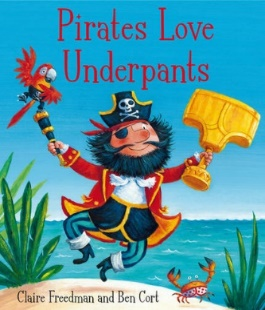 Pirates Love
Underpants
Claire Freedman and Ben Cort